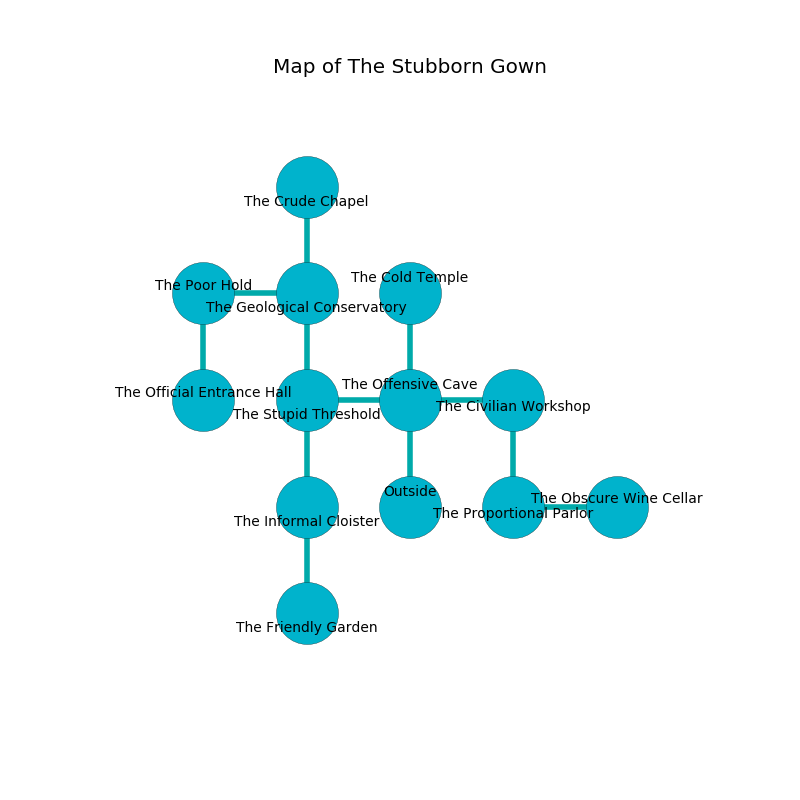 Map of The Stubborn Gown
The Crude Chapel
The Cold Temple
The Poor Hold
The Geological Conservatory
The Offensive Cave
The Official Entrance Hall
The Civilian Workshop
The Stupid Threshold
Outside
The Obscure Wine Cellar
The Proportional Parlor
The Informal Cloister
The Friendly Garden